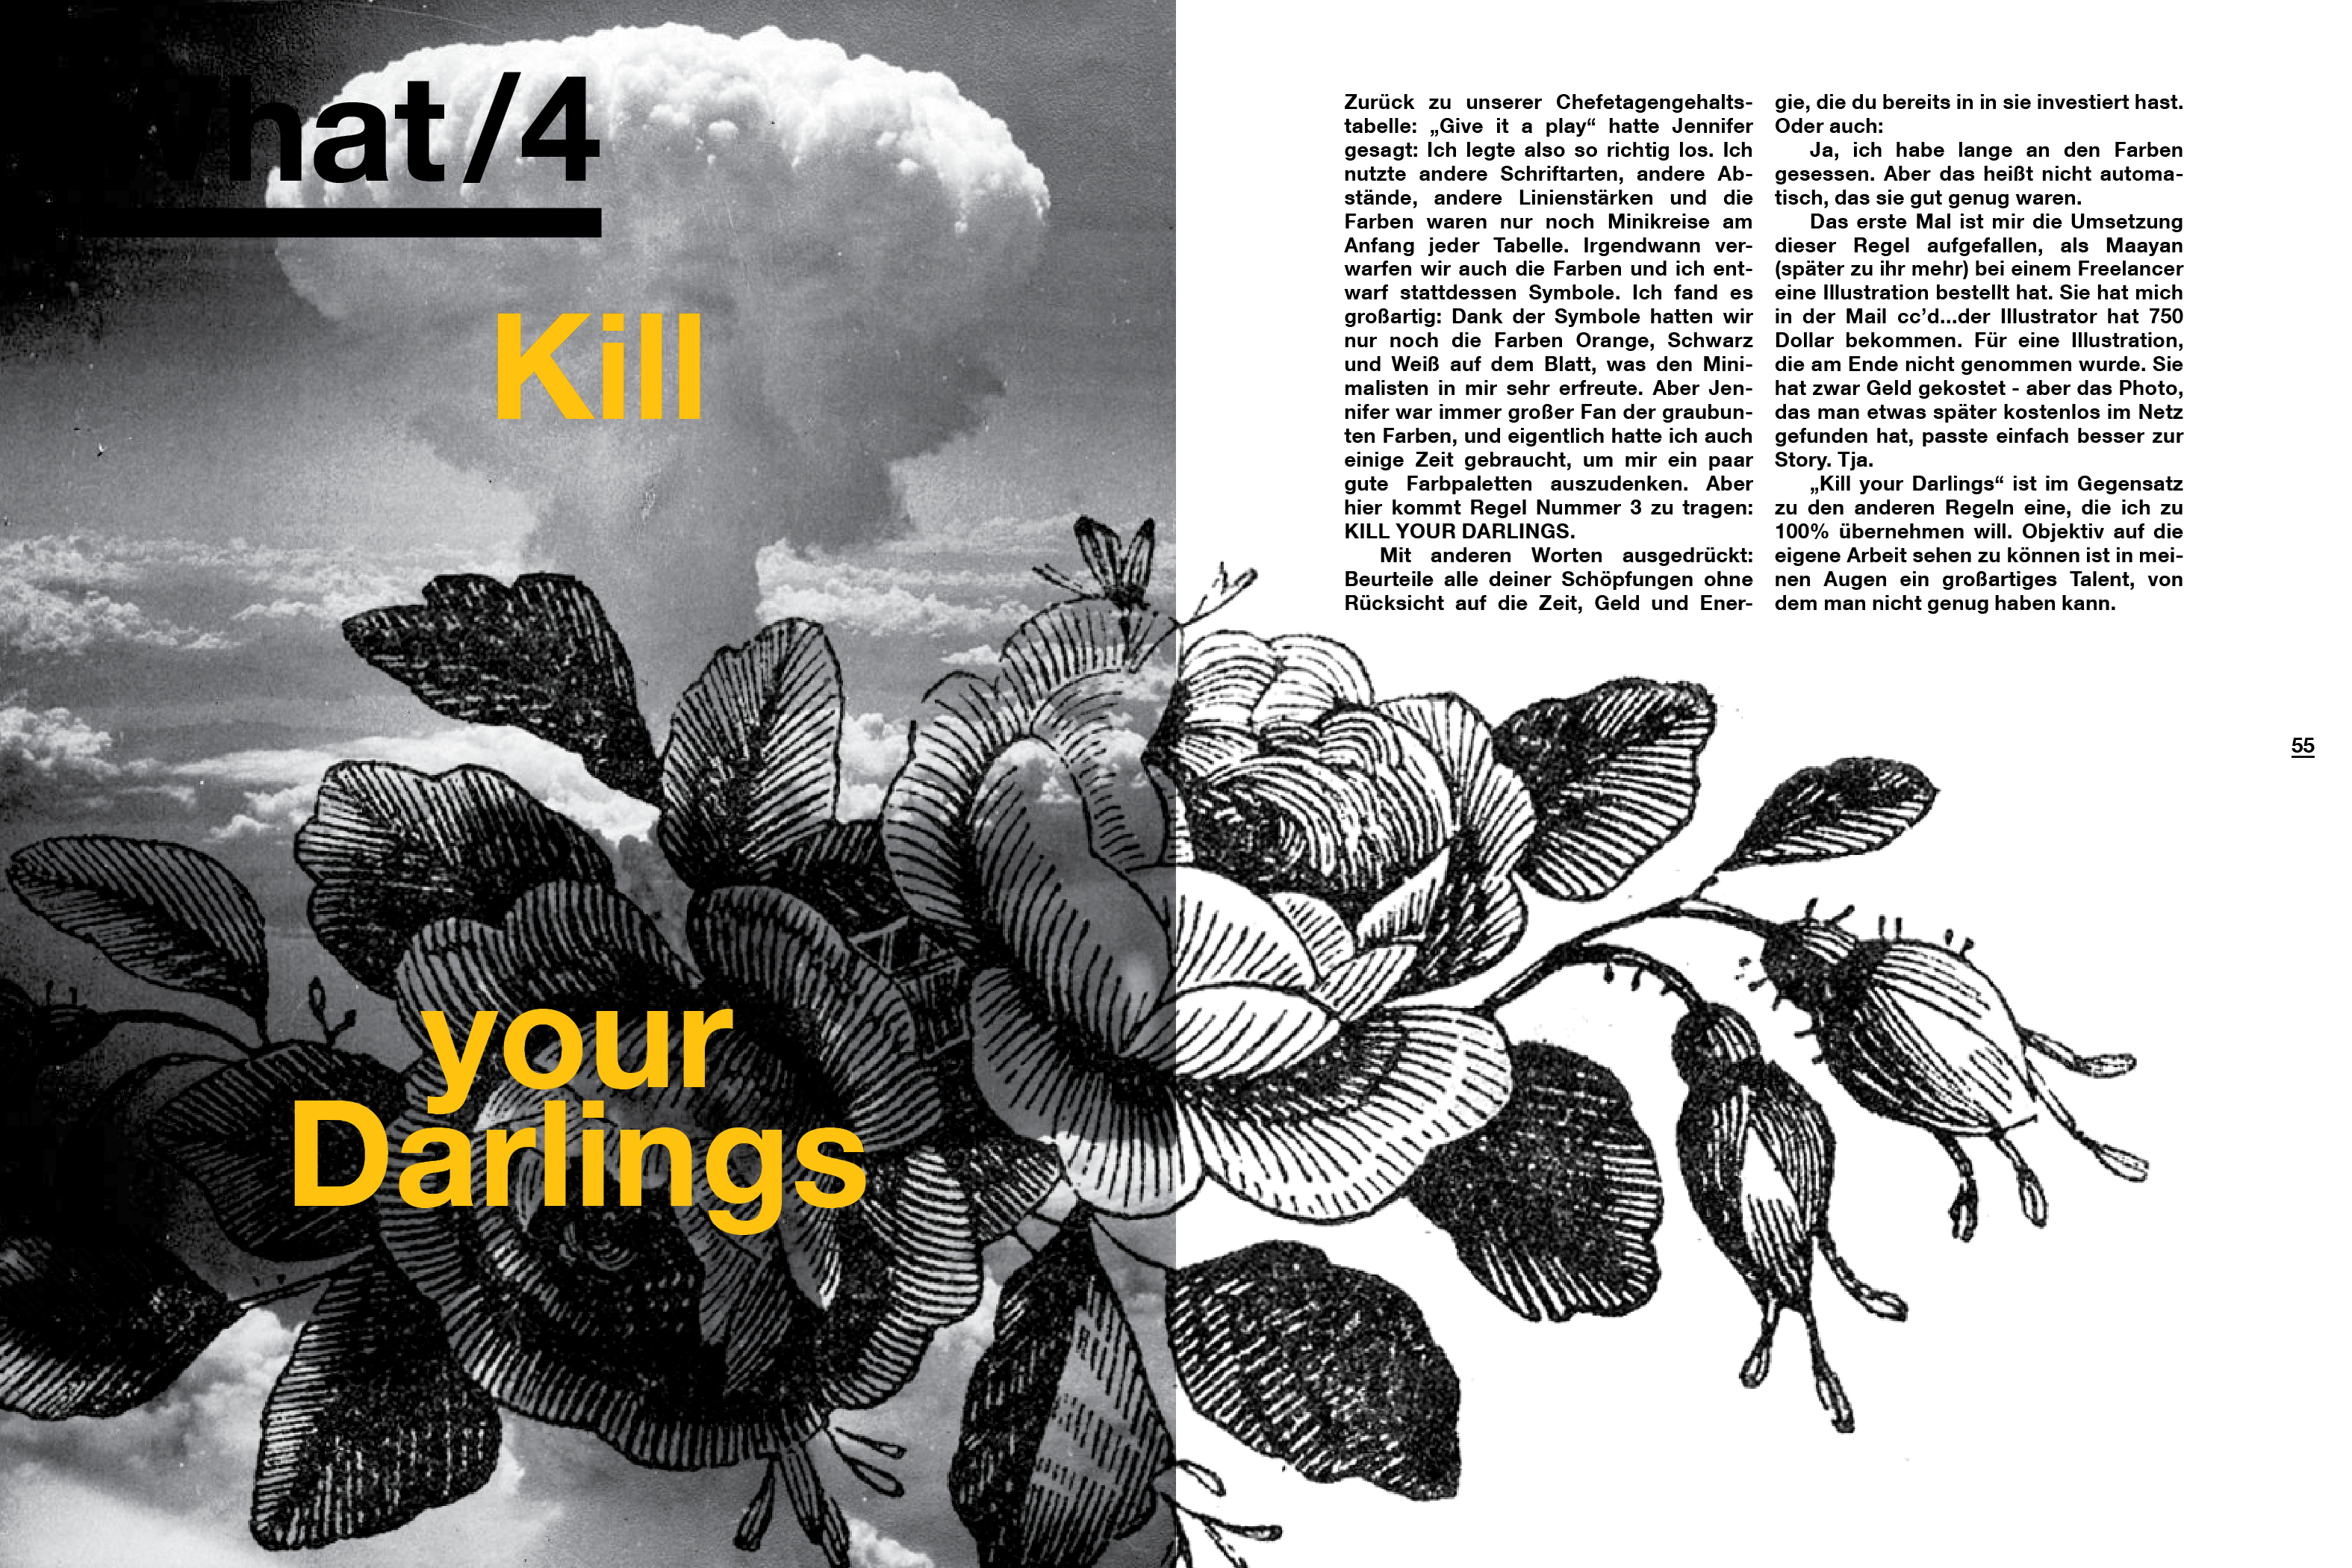 What/4
Kill
your
Darlings
Zurück zu unserer Chefetagengehalts-
tabelle: „Give it a play“ hatte Jennifer
gesagt: Ich legte also so richtig los. Ich
nutzte andere Schriftarten, andere Ab-
stände, andere Linienstärken und die
Farben waren nur noch Minikreise am
Anfang jeder Tabelle. Irgendwann ver-
warfen wir auch die Farben und ich ent-
warf stattdessen Symbole. Ich fand es
großartig: Dank der Symbole hatten wir
nur noch die Farben Orange, Schwarz
und Weiß auf dem Blatt, was den Mini-
malisten in mir sehr erfreute. Aber Jen-
nifer war immer großer Fan der graubun-
ten Farben, und eigentlich hatte ich auch
einige Zeit gebraucht, um mir ein paar
gute Farbpaletten auszudenken. Aber
hier kommt Regel Nummer 3 zu tragen:
KILL YOUR DARLINGS.
Mit anderen Worten ausgedrückt:
Beurteile alle deiner Schöpfungen ohne
Rücksicht auf die Zeit, Geld und Ener-
gie, die du bereits in in sie investiert hast.
Oder auch:
Ja, ich habe lange an den Farben
gesessen. Aber das heißt nicht automa-
tisch, das sie gut genug waren.
Das erste Mal ist mir die Umsetzung
dieser Regel aufgefallen, als Maayan
(später zu ihr mehr) bei einem Freelancer
eine Illustration bestellt hat. Sie hat mich
in der Mail cc’d...der Illustrator hat 750
Dollar bekommen. Für eine Illustration,
die am Ende nicht genommen wurde. Sie
hat zwar Geld gekostet - aber das Photo,
das man etwas später kostenlos im Netz
gefunden hat, passte einfach besser zur
Story. Tja.
„Kill your Darlings“ ist im Gegensatz
zu den anderen Regeln eine, die ich zu
100% übernehmen will. Objektiv auf die
eigene Arbeit sehen zu können ist in mei-
nen Augen ein großartiges Talent, von
dem man nicht genug haben kann.
55